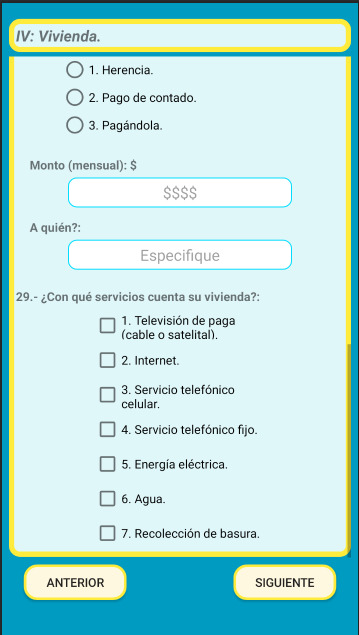 IV: Vivienda.
1. Herencia.
2. Pago de contado.
3. Pagándola.
Monto (mensual): $
$$$$
A quién?:
Especifique
29.- ¿Con qué servicios cuenta su vivienda?:
1. Televisión de paga
(cable o satelital).
2. Internet.
3. Servicio telefónico
celular.
4. Servicio telefónico fijo.
5. Energía eléctrica.
6. Agua.
7. Recolección de basura.
ANTERIOR
SIGUIENTE